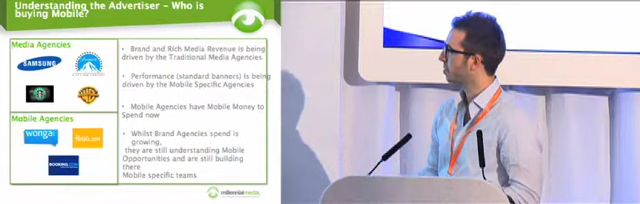 Understanding the Advertiser – Who is
buying Mobile?
Media Agencies
SAMSUNG
Mobile Agencies
wonga
BOOKING.COM
Brand and Rich Media Revenue is being
driven by the Traditional Media Agencies
Performance (standard banners) is being
driven by the Mobile Specific Agencies
Mobile Agencies have Mobile Money to
Spend now
Whilst Brand Agencies spend is
growing,
they are still understanding Mobile
Opportunities and are still building
there
Mobile specific teams
millennialmedia